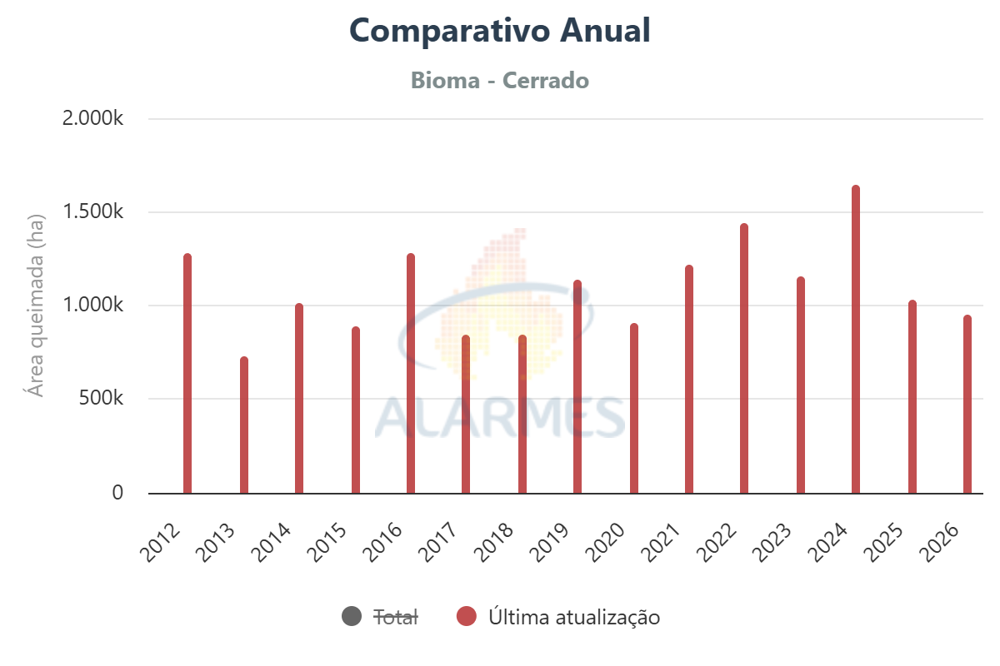 Comparativo Anual
Bioma - Cerrado
Área queimada (ha)
2.000k
1.500k
1.000k
500k
0
ALARMES
2012 2013 2014 2015 2016 2017 2018 2019 2020 2021 2022 2023 2024 2025 2026
Total Última atualização